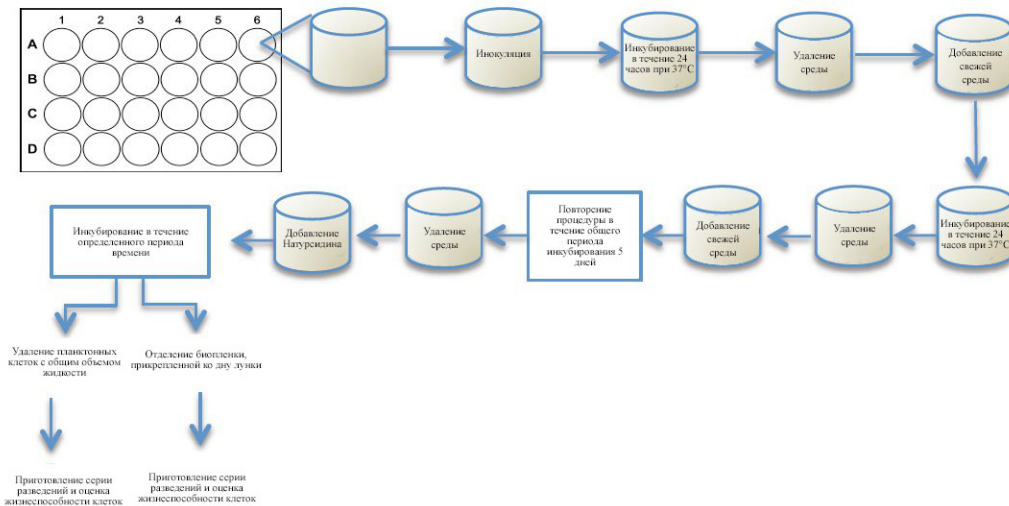 1 2 3 4 5 6
A
B
C
D
Инокуляция
Инкубирование
в течение 24
часов при 37°С
Удаление
среды
Добавление
свежей
среды
Инкубирование
в течение 24
часов при 37°С
Удаление
среды
Добавление
свежей
среды
Повторение
процедуры в
течение общего
периода
инкубирования 5
дней
Удаление
среды
Добавление
Натурсидина
Инкубирование в течение
определенного периода
времени
Удаление планктонных
клеток с общим объемом
жидкости
Отделение биопленки,
прикрепленной ко дну лунки
Приготовление серии
разведений и оценка
жизнеспособности клеток
Приготовление серии
разведений и оценка
жизнеспособности клеток